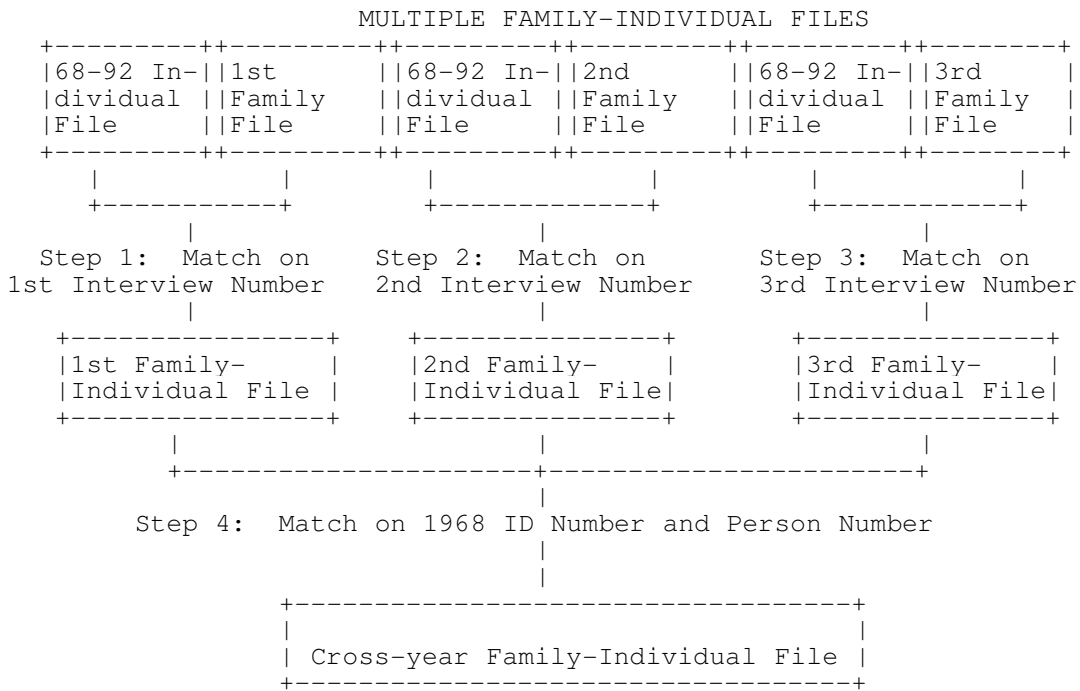 MULTIPLE FAMILY-INDIVIDUAL FILES
+---------++---------++---------++---------++---------++--------+
|68-92 In-||1st      ||68-92 In-||2nd      ||68-92 In-||3rd     |
|dividual ||Family   ||dividual ||Family   ||dividual ||Family  |
|File     ||File     ||File     ||File     ||File     ||File    |
+---------++---------++---------++---------++---------++--------+
|           |        |             |         |            |
+-----------+        +-------------+         +------------+
|                     |                       |
Step 1:  Match on    Step 2:  Match on       Step 3:  Match on
1st Interview Number   2nd Interview Number    3rd Interview Number
|                     |                       |
+----------------+    +---------------+       +---------------+
|1st Family-     |    |2nd Family-    |       |3rd Family-    |
|Individual File |    |Individual File|       |Individual File|
+----------------+    +---------------+       +---------------+
|                      |                       |
+----------------------+-----------------------+
|
Step 4:  Match on 1968 ID Number and Person Number
|
|
+-----------------------------------+
|                                   |
| Cross-year Family-Individual File |
+-----------------------------------+